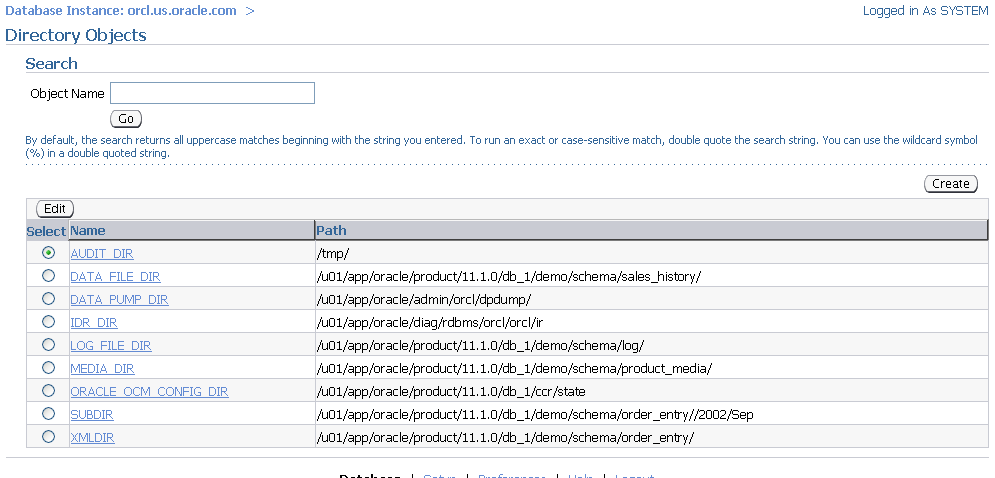 Database Instance: orcl.us.oracle.com > Logged in As SYSTEM
Directory Objects
Search
Object Name
Go
By default, the search returns all uppercase matches beginning with the string you entered. To run an exact or case-sensitive match, double quote the search string. You can use the wildcard symbol
(%) in a double quoted string.
Create
Edit
Select Name Path
AUDIT_DIR /tmp/
DATA_FILE_DIR /u01/app/oracle/product/11.1.0/db_1/demo/schema/sales_history/
DATA_PUMP_DIR /u01/app/oracle/admin/orcl/dpdump/
IDR_DIR /u01/app/oracle/diag/rdbms/orcl/orcl/ir
LOG_FILE_DIR /u01/app/oracle/product/11.1.0/db_1/demo/schema/log/
MEDIA_DIR /u01/app/oracle/product/11.1.0/db_1/demo/schema/product_media/
ORACLE_OCM_CONFIG_DIR /u01/app/oracle/product/11.1.0/db_1/ccr/state
SUBDIR /u01/app/oracle/product/11.1.0/db_1/demo/schema/order_entry//2002/Sep
XMLDIR /u01/app/oracle/product/11.1.0/db_1/demo/schema/order_entry/
Database | Setup | Preferences | Help | Logout